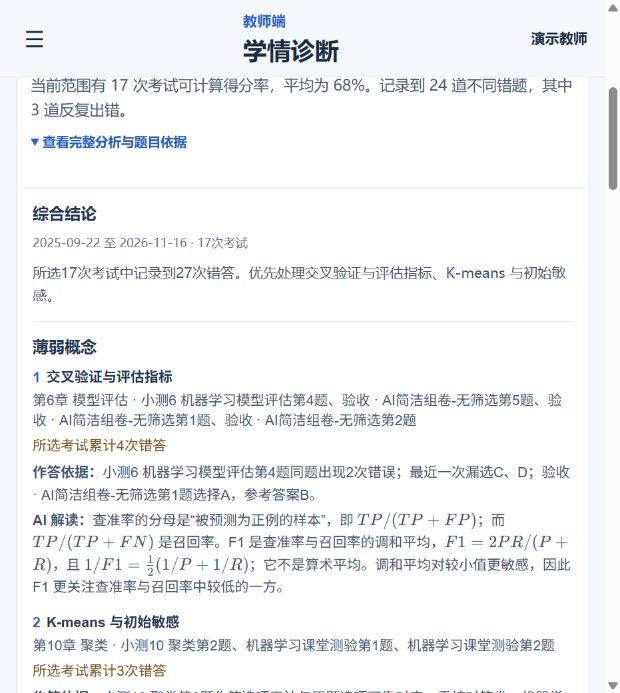 教师端
学情诊断
演示教师
当前范围有 17 次考试可计算得分率，平均为 68%。记录到 24 道不同错题，其中
3 道反复出错。
▼查看完整分析与题目依据
综合结论
2025-09-22 至 2026-11-16 · 17次考试
所选17次考试中记录到27次错答。优先处理交叉验证与评估指标、K-means 与初始敏
感。
薄弱概念
1 交叉验证与评估指标
第6章 模型评估 · 小测6 机器学习模型评估第4题、验收 · AI简洁组卷-无筛选第5题、验
收 · AI简洁组卷-无筛选第1题、验收 · AI简洁组卷-无筛选第2题
所选考试累计4次错答
作答依据：小测6 机器学习模型评估第4题同题出现2次错误；最近一次漏选C、D；验收
· AI简洁组卷-无筛选第1题选择A，参考答案B。
AI 解读：查准率的分母是“被预测为正例的样本”，即 TP/(TP + FP)；而
TP/(TP + FN) 是召回率。F1 是查准率与召回率的调和平均，F1 = 2PR/(P +
R)，且 1/F1 = 1/2(1/P + 1/R)；它不是算术平均。调和平均对较小值更敏感，因此
F1 更关注查准率与召回率中较低的一方。
2 K-means 与初始敏感
第10章 聚类 · 小测10 聚类第2题、机器学习课堂测验第1题、机器学习课堂测验第2题
所选考试累计3次错答